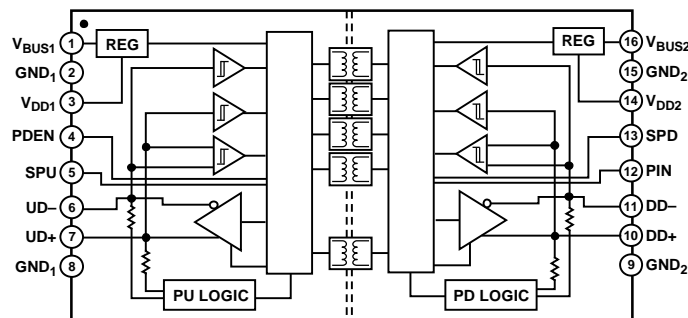 VBUS1 1
GND1 2
VDD1 3
PDEN 4
SPU 5
UD– 6
UD+ 7
GND1 8
REG
PU LOGIC
REG
PD LOGIC
16 VBUS2
15 GND2
14 VDD2
13 SPD
12 PIN
11 DD–
10 DD+
9 GND2